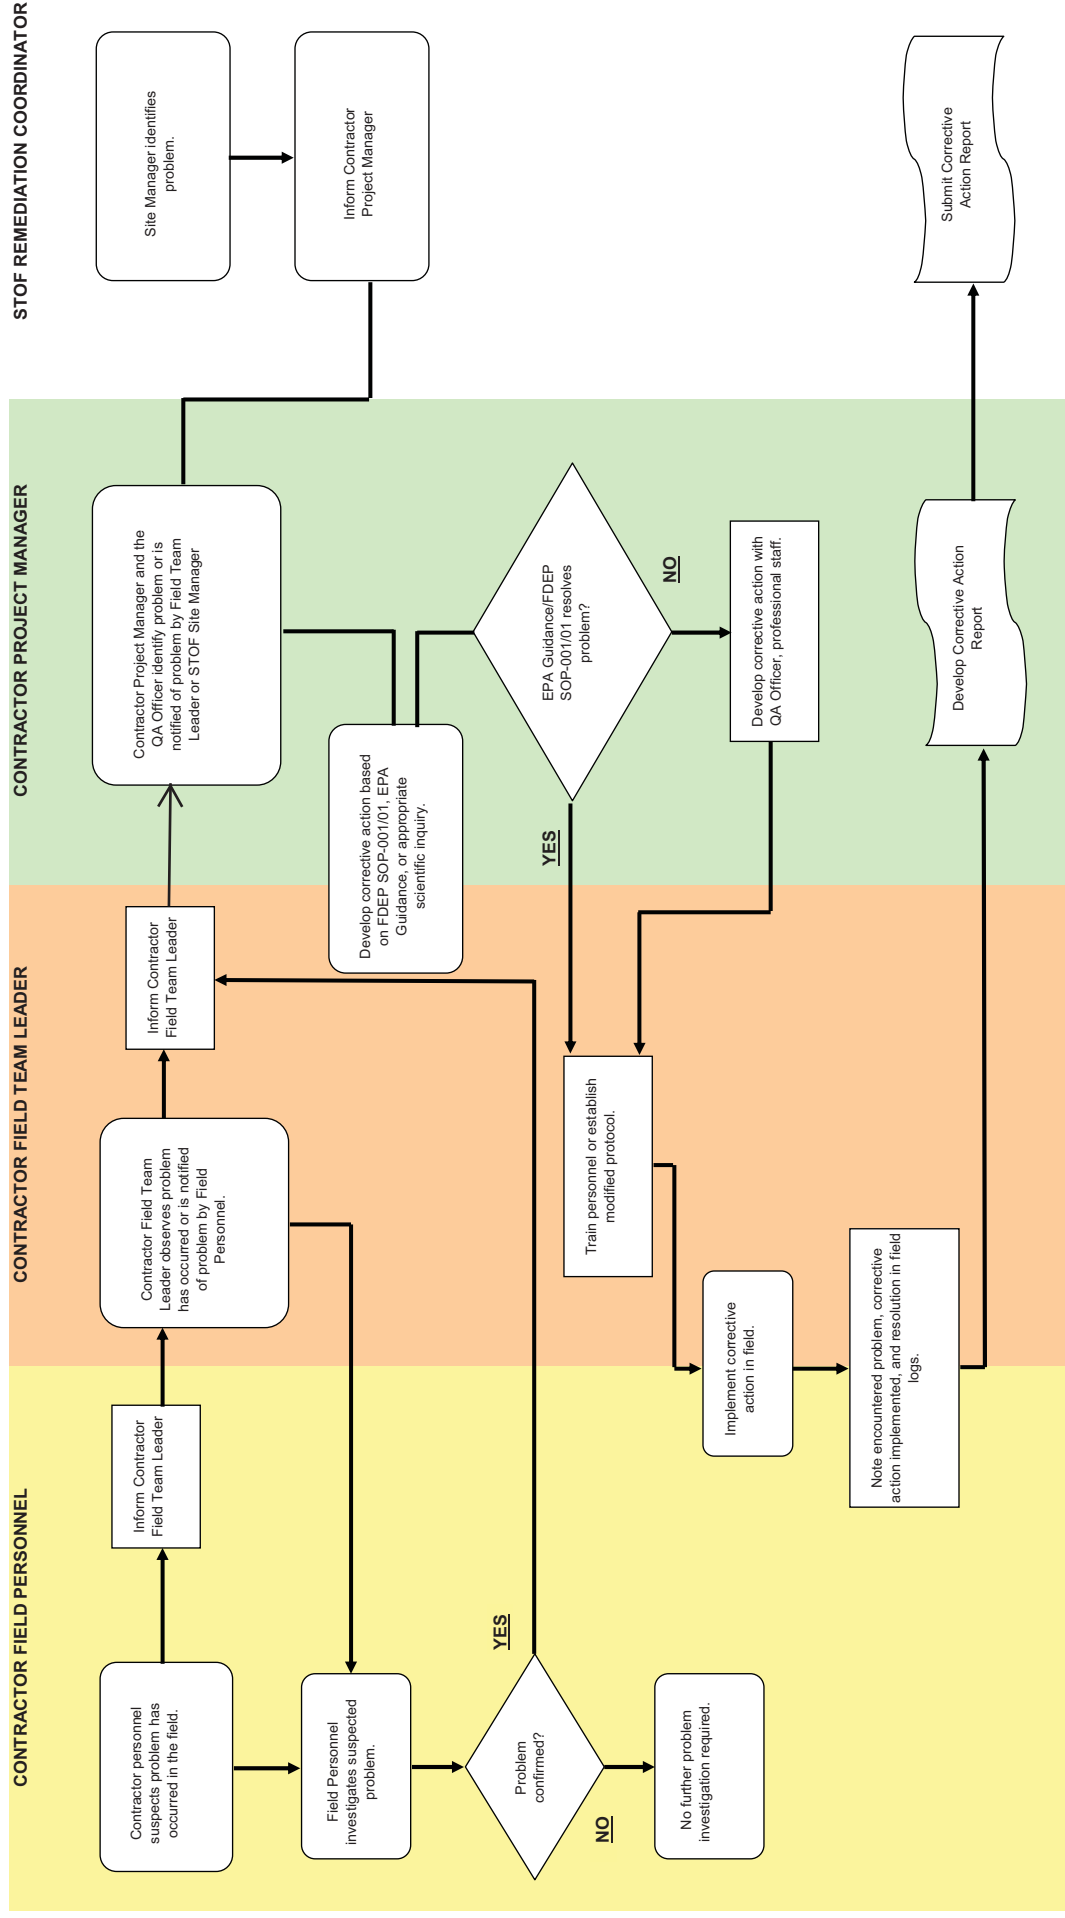 CONTRACTOR FIELD PERSONNEL
Contractor personnel
suspects problem has
occurred in the field.
Inform Contractor
Field Team Leader
Field Personnel
investigates suspected
problem.
Problem
confirmed?
YES
NO
No further problem
investigation required.
CONTRACTOR FIELD TEAM LEADER
Contractor Field Team
Leader observes problem
has occurred or is notified
of problem by Field
Personnel.
Inform Contractor
Field Team Leader
Train personnel or establish
modified protocol.
Implement corrective
action in field.
Note encountered problem, corrective
action implemented, and resolution in field
logs.
CONTRACTOR PROJECT MANAGER
Contractor Project Manager and the
QA Officer identify problem or is
notified of problem by Field Team
Leader or STOF Site Manager
Develop corrective action based
on FDEP SOP-001/01, EPA
Guidance, or appropriate
scientific inquiry.
EPA Guidance/FDEP
SOP-001/01 resolves
problem?
YES
NO
Develop corrective action with
QA Officer, professional staff.
Develop Corrective Action
Report
STOF REMEDIATION COORDINATOR
Site Manager identifies
problem.
Inform Contractor
Project Manager
Submit Corrective
Action Report